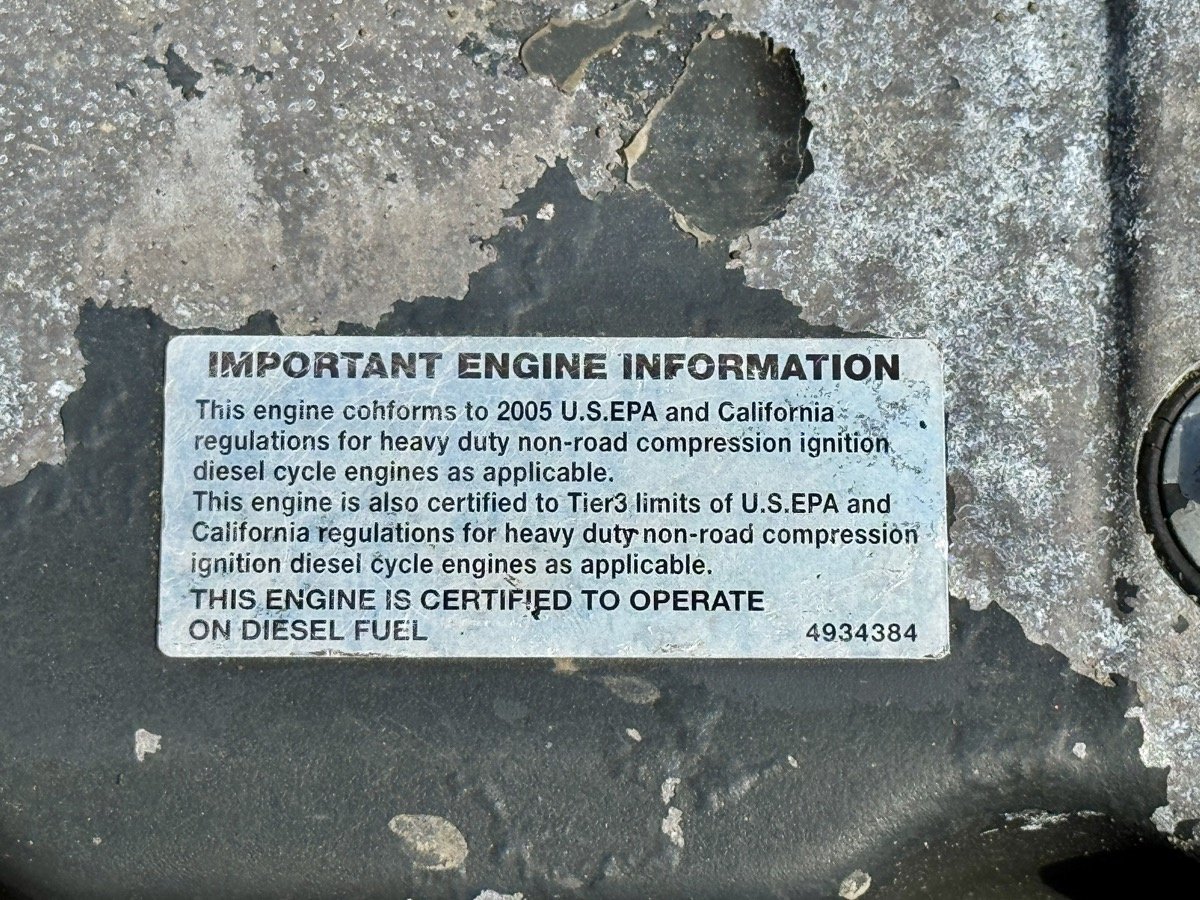 IMPORTANT ENGINE INFORMATION
This engine conforms to 2005 U.S.EPA and California
regulations for heavy duty non-road compression ignition
diesel cycle engines as applicable.
This engine is also certified to Tier3 limits of U.S.EPA and
California regulations for heavy duty non-road compression
ignition diesel cycle engines as applicable.
THIS ENGINE IS CERTIFIED TO OPERATE
ON DIESEL FUEL 4934384